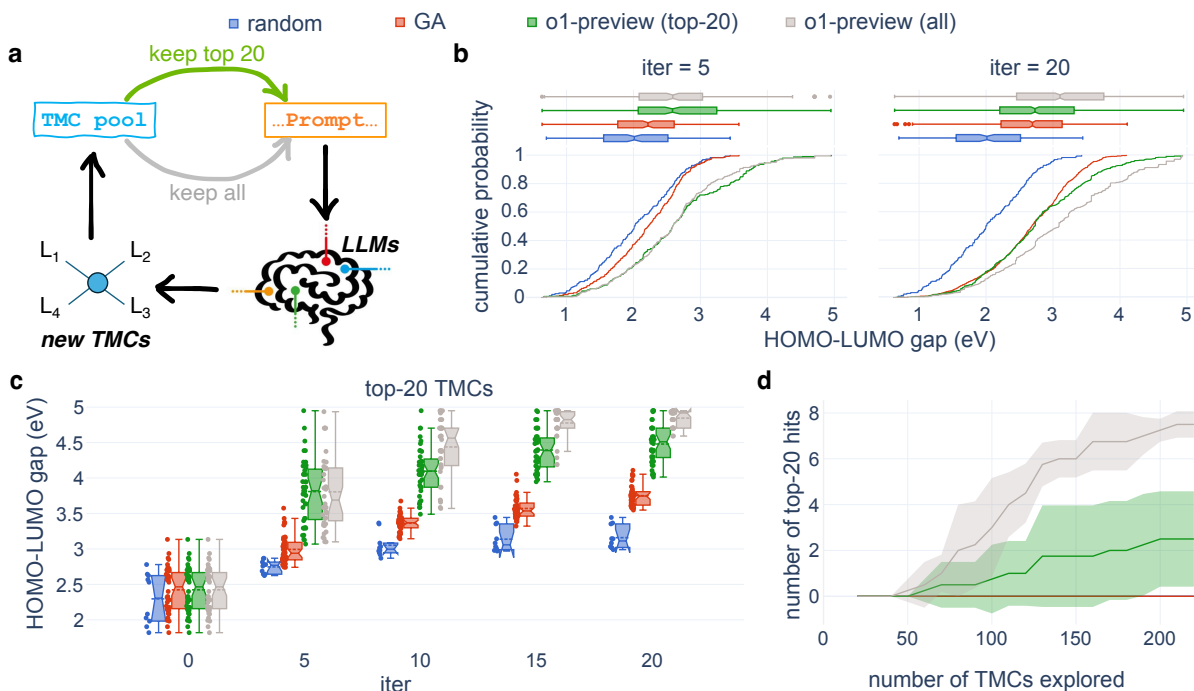 random GA o1-preview (top-20) o1-preview (all)
a
keep top 20
TMC pool
...Prompt...
keep all
LLMs
L1 L2
L4 L3
new TMCs
b
iter = 5 iter = 20
cumulative probability
1
0.8
0.6
0.4
0.2
0
1 2 3 4 5 1 2 3 4 5
HOMO-LUMO gap (eV)
c
top-20 TMCs
HOMO-LUMO gap (eV)
5
4.5
4
3.5
3
2.5
2
0 5 10 15 20
iter
d
number of top-20 hits
8
6
4
2
0
0 50 100 150 200
number of TMCs explored